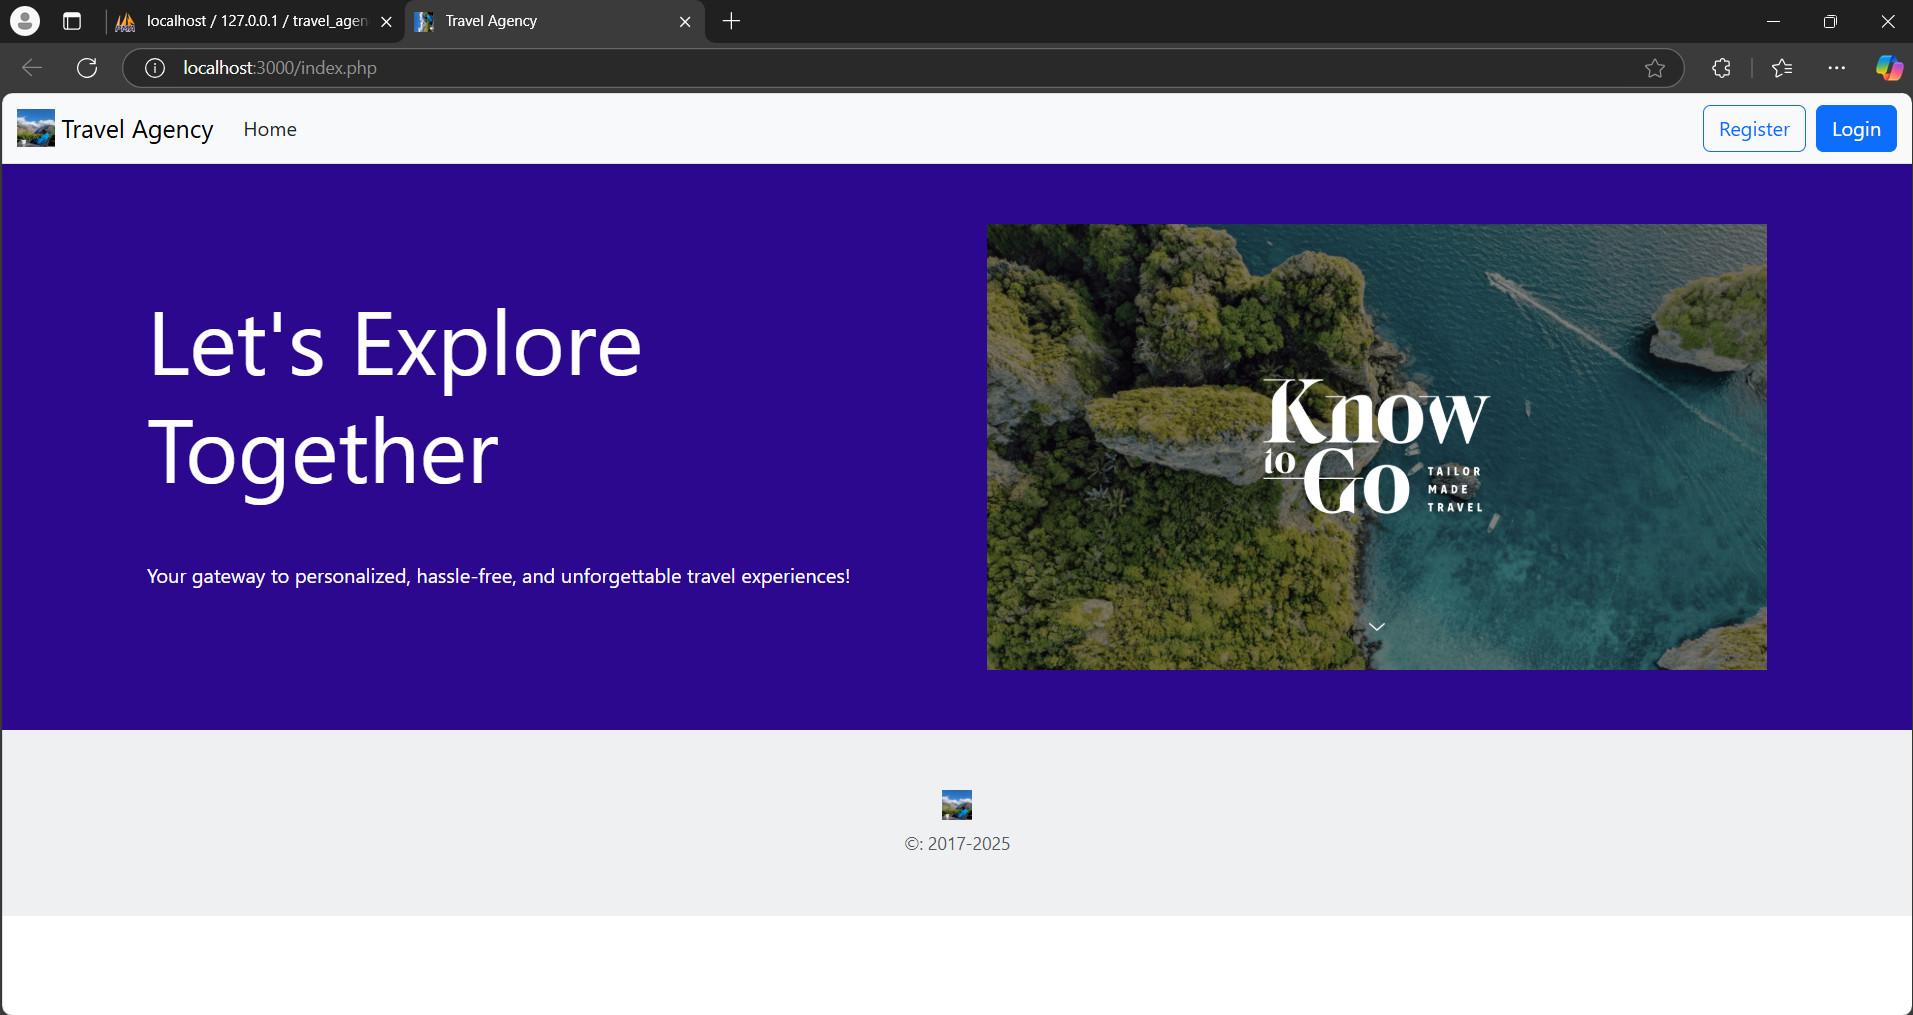 localhost / 127.0.0.1 / travel_agen
Travel Agency
localhost:3000/index.php
Travel Agency
Home
Register
Login
Let's Explore
Together
Your gateway to personalized, hassle-free, and unforgettable travel experiences!
Know
to Go
TAILOR
MADE
TRAVEL
©: 2017-2025